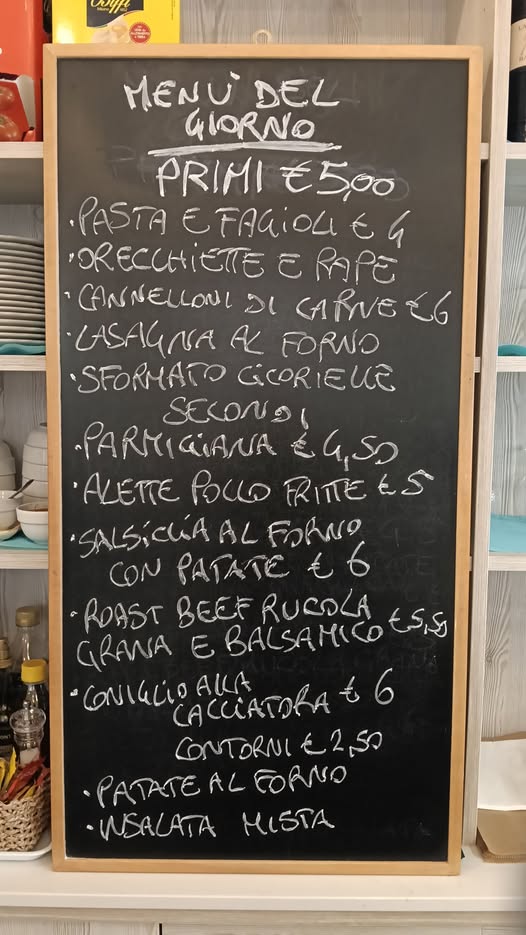 Biffi
MENÙ DEL
GIORNO
PRIMI € 5,00
·PASTA E FAGIOLI € 4
·ORECCHIETTE E RAPE
·CANNELLONI DI CARNE €6
·LASAGNA AL FORNO
·SFORMATO CICORIELLE
SECONDI
·PARMIGIANA € 4,50
·ALETTE POLLO FRITTE € 5
·SALSICCIA AL FORNO
CON PATATE € 6
·ROAST BEEF RUCOLA
GRANA E BALSAMICO €5,50
·CONIGLIO ALLA
CACCIATORA € 6
CONTORNI € 2,50
·PATATE AL FORNO
·INSALATA MISTA